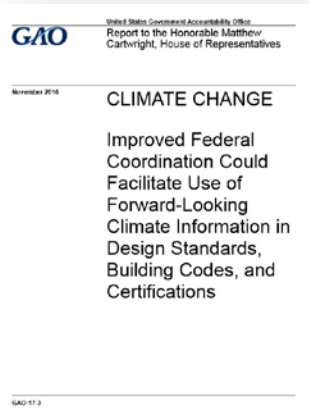 GAO
United States Government Accountability Office
Report to the Honorable Matthew
Cartwright, House of Representatives
November 2016
CLIMATE CHANGE
Improved Federal
Coordination Could
Facilitate Use of
Forward-Looking
Climate Information in
Design Standards,
Building Codes, and
Certifications
GAO-17-3